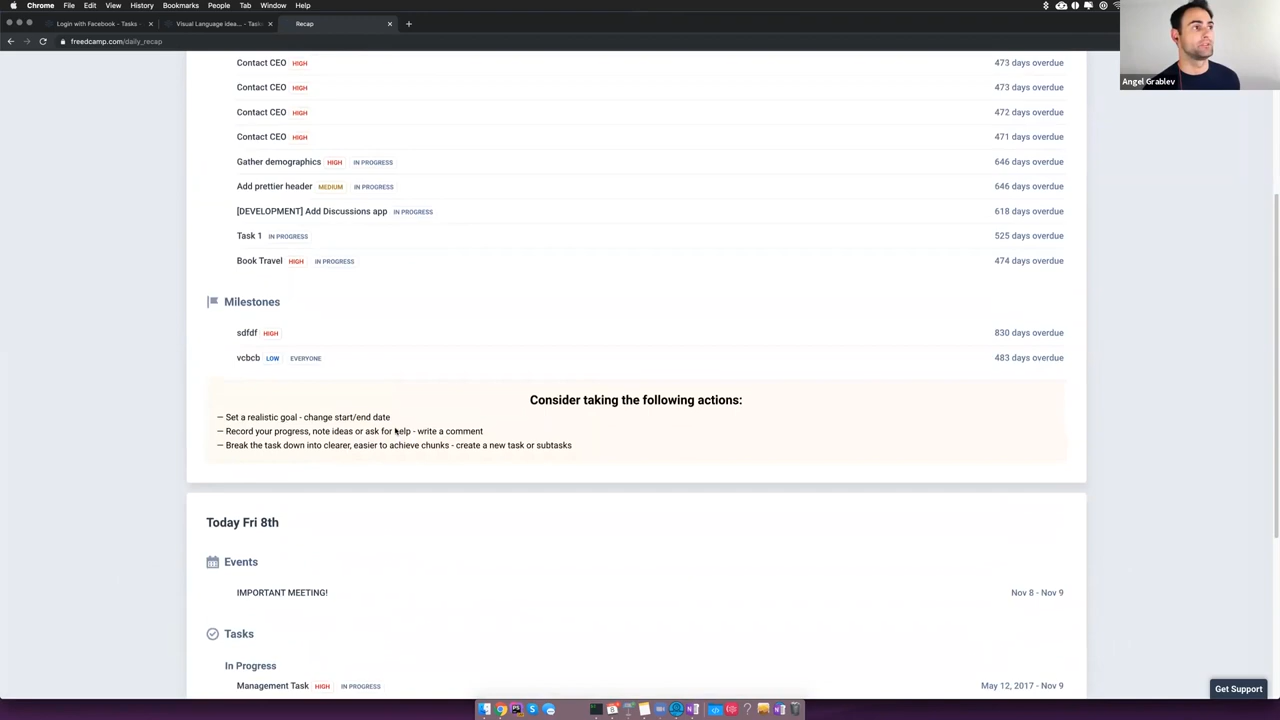 Chrome File Edit View History Bookmarks People Tab Window Help
Login with Facebook - Tasks - Visual Language idea... - Task Recap
freedcamp.com/daily_recap
Angel Grablev
Contact CEO HIGH 473 days overdue
Contact CEO HIGH 473 days overdue
Contact CEO HIGH 472 days overdue
Contact CEO HIGH 471 days overdue
Gather demographics HIGH IN PROGRESS 646 days overdue
Add prettier header MEDIUM IN PROGRESS 646 days overdue
[DEVELOPMENT] Add Discussions app IN PROGRESS 618 days overdue
Task 1 IN PROGRESS 525 days overdue
Book Travel HIGH IN PROGRESS 474 days overdue
Milestones
sdfdf HIGH 830 days overdue
vcbcb LOW EVERYONE 483 days overdue
Consider taking the following actions:
— Set a realistic goal - change start/end date
— Record your progress, note ideas or ask for help - write a comment
— Break the task down into clearer, easier to achieve chunks - create a new task or subtasks
Today Fri 8th
Events
IMPORTANT MEETING! Nov 8 - Nov 9
Tasks
In Progress
Management Task HIGH IN PROGRESS May 12, 2017 - Nov 9
Get Support